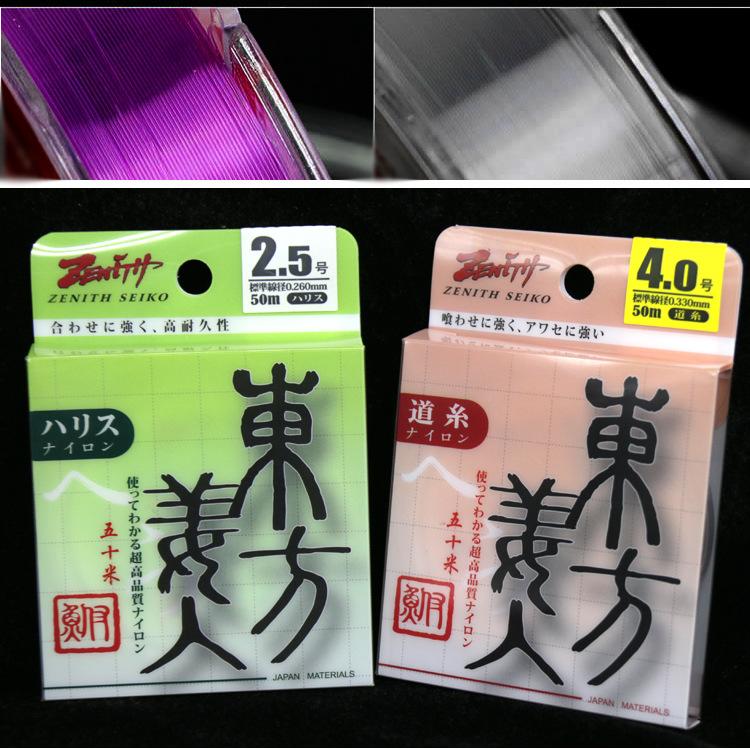 ZENITH
ZENITH SEIKO
2.5号
標準線径0.260mm
50m ハリス
合わせに強く、高耐久性
ハリス
ナイロン
へ
東方
美人
使ってわかる超高品質ナイロン
五十米
JAPAN MATERIALS
ZENITH
ZENITH SEIKO
4.0号
標準線径0.330mm
50m 道糸
喰わせに強く、アワセに強い
道糸
ナイロン
へ
東方
美人
使ってわかる超高品質ナイロン
五十米
JAPAN MATERIALS